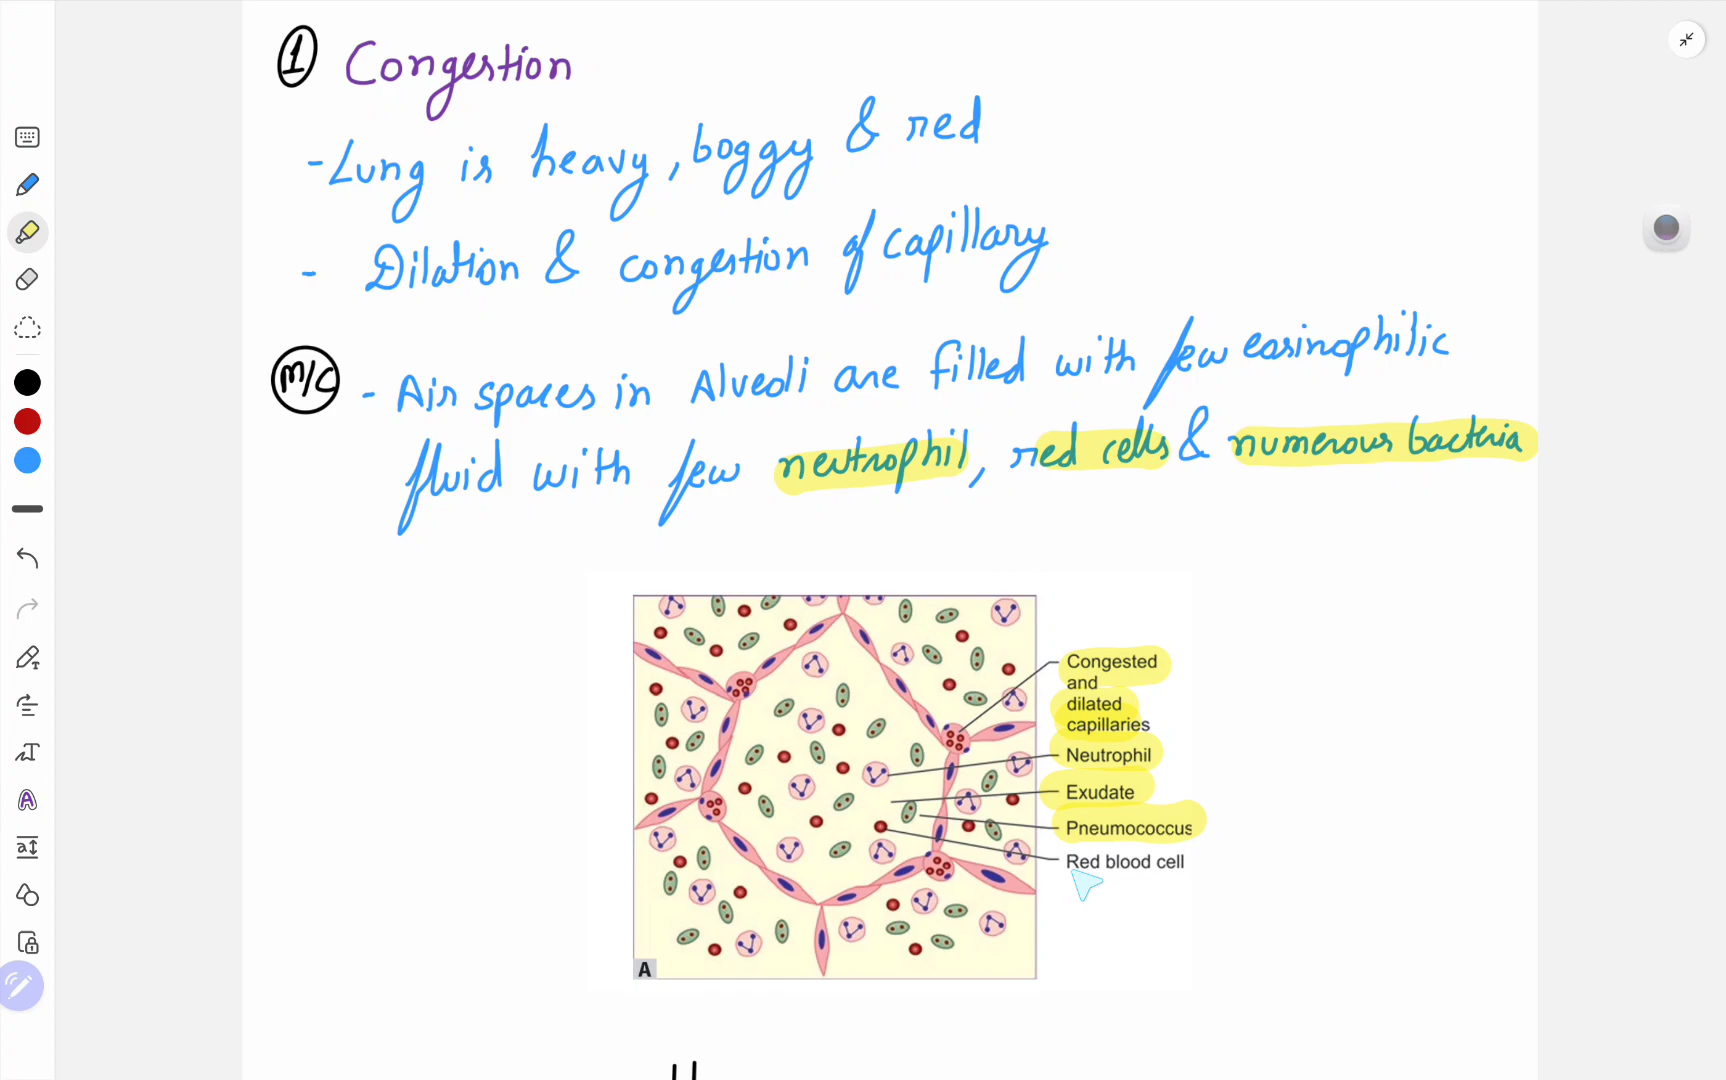 1 Congestion
- Lung is heavy, boggy & red
- Dilation & congestion of capillary
M/C - Air spaces in Alveoli are filled with few easinophilic
fluid with few neutrophil, red cells & numerous bacteria
Congested
and
dilated
capillaries
Neutrophil
Exudate
Pneumococcus
Red blood cell
A